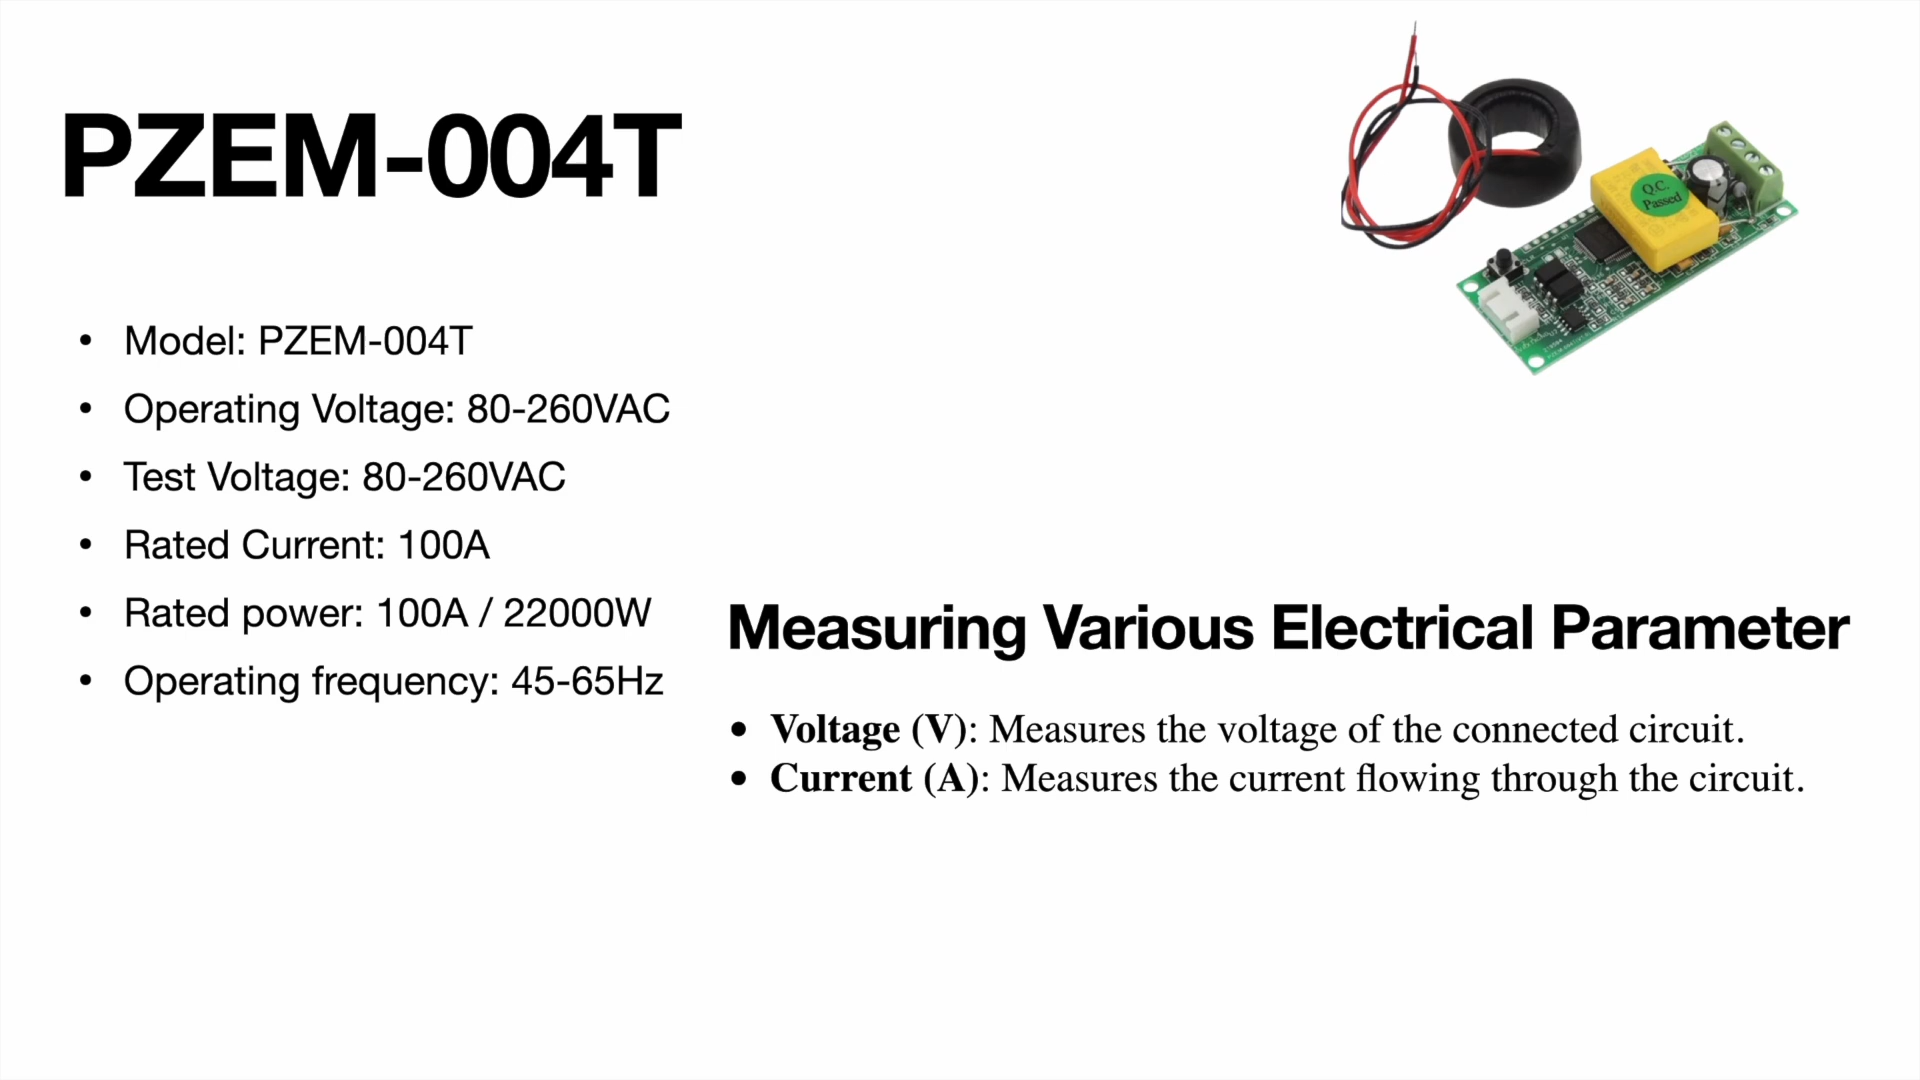 PZEM-004T
• Model: PZEM-004T
• Operating Voltage: 80-260VAC
• Test Voltage: 80-260VAC
• Rated Current: 100A
• Rated power: 100A / 22000W
• Operating frequency: 45-65Hz
Q.C.
Passed
Measuring Various Electrical Parameter
• Voltage (V): Measures the voltage of the connected circuit.
• Current (A): Measures the current flowing through the circuit.